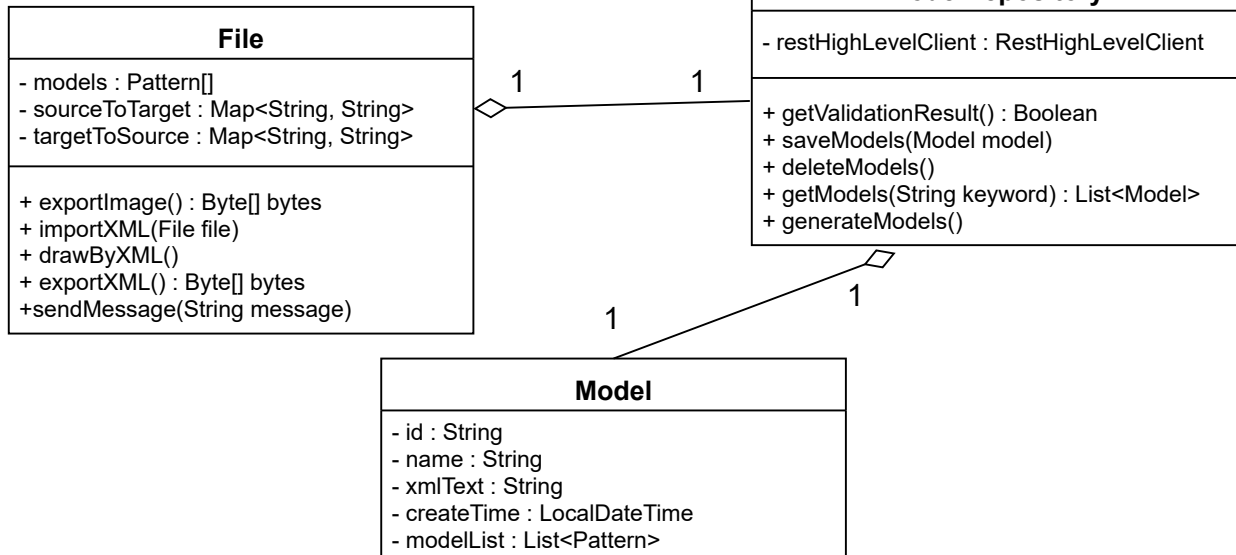 File
- models : Pattern[]
- sourceToTarget : Map<String, String>
- targetToSource : Map<String, String>
+ exportImage() : Byte[] bytes
+ importXML(File file)
+ drawByXML()
+ exportXML() : Byte[] bytes
+sendMessage(String message)
1
1
- restHighLevelClient : RestHighLevelClient
+ getValidationResult() : Boolean
+ saveModels(Model model)
+ deleteModels()
+ getModels(String keyword) : List<Model>
+ generateModels()
1
1
Model
- id : String
- name : String
- xmlText : String
- createTime : LocalDateTime
- modelList : List<Pattern>